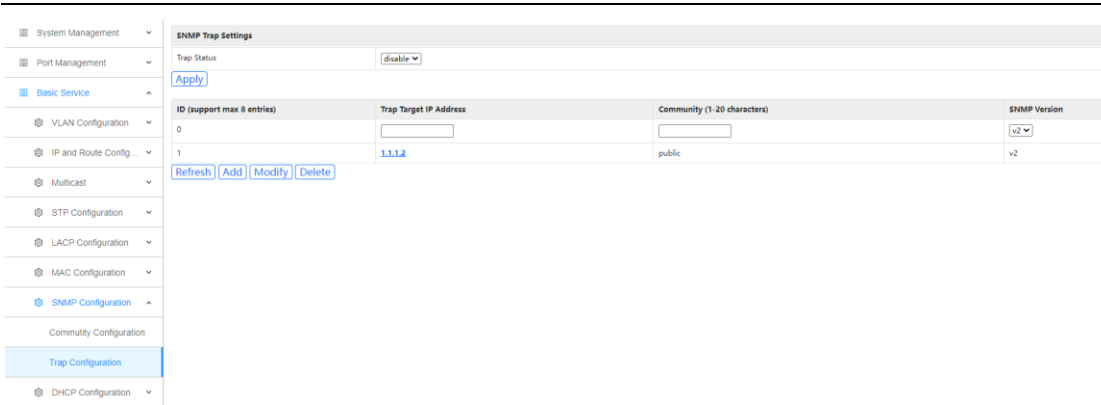 System Management
Port Management
Basic Service
VLAN Configuration
IP and Route Config...
Multicast
STP Configuration
LACP Configuration
MAC Configuration
SNMP Configuration
Commutity Configuration
Trap Configuration
DHCP Configuration
SNMP Trap Settings
Trap Status disable
Apply
ID (support max 8 entries) Trap Target IP Address Community (1-20 characters) SNMP Version
0 v2
1 1.1.1.2 public v2
Refresh Add Modify Delete